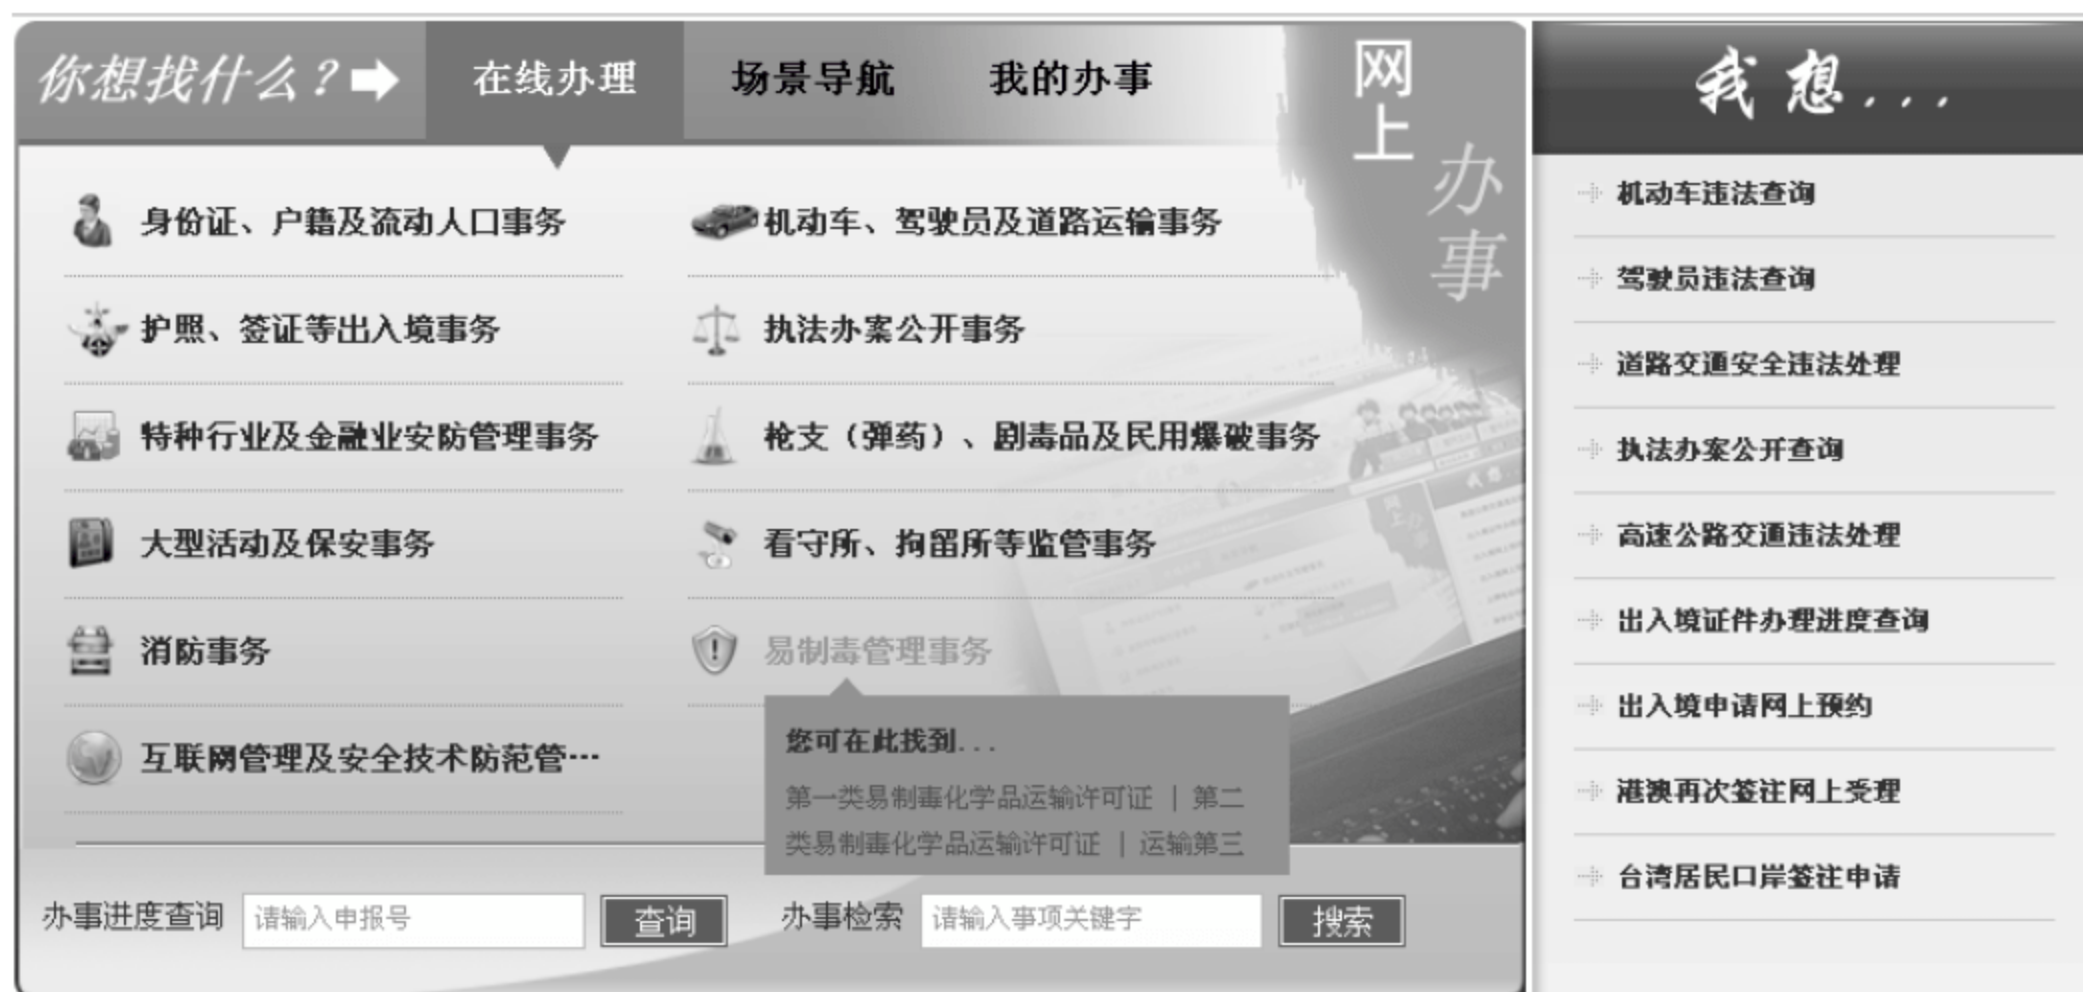 你想找什么？
在线办理
场景导航
我的办事
网上
办事
身份证、户籍及流动人口事务
机动车、驾驶员及道路运输事务
护照、签证等出入境事务
执法办案公开事务
特种行业及金融业安防管理事务
枪支（弹药）、剧毒品及民用爆破事务
大型活动及保安事务
看守所、拘留所等监管事务
消防事务
易制毒管理事务
互联网管理及安全技术防范管…
您可在此找到...
第一类易制毒化学品运输许可证 | 第二
类易制毒化学品运输许可证 | 运输第三
办事进度查询
请输入申报号
查询
办事检索
请输入事项关键字
搜索
我想...
机动车违法查询
驾驶员违法查询
道路交通安全违法处理
执法办案公开查询
高速公路交通违法处理
出入境证件办理进度查询
出入境申请网上预约
港澳再次签注网上受理
台湾居民口岸签注申请